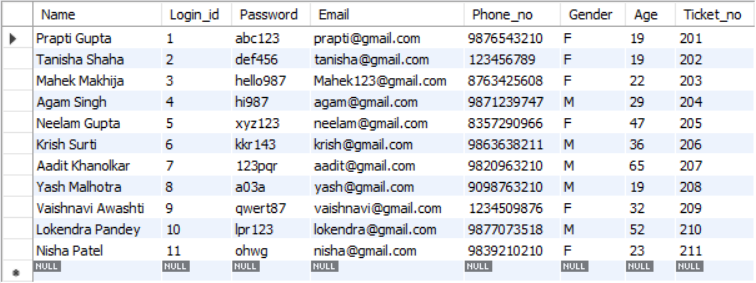 Name Login_id Password Email Phone_no Gender Age Ticket_no
Prapti Gupta 1 abc123 prapti@gmail.com 9876543210 F 19 201
Tanisha Shaha 2 def456 tanisha@gmail.com 123456789 F 19 202
Mahek Makhija 3 hello987 Mahek123@gmail.com 8763425608 F 22 203
Agam Singh 4 hi987 agam@gmail.com 9871239747 M 29 204
Neelam Gupta 5 xyz123 neelam@gmail.com 8357290966 F 47 205
Krish Surti 6 kkr143 krish@gmail.com 9863638211 M 36 206
Aadit Khanolkar 7 123pqr aadit@gmail.com 9820963210 M 65 207
Yash Malhotra 8 a03a yash@gmail.com 9098763210 M 19 208
Vaishnavi Awashti 9 qwert87 vaishnavi@gmail.com 1234509876 F 32 209
Lokendra Pandey 10 lpr123 lokendra@gmail.com 9877073518 M 52 210
Nisha Patel 11 ohwg nisha@gmail.com 9839210210 F 23 211
NULL NULL NULL NULL NULL NULL NULL NULL